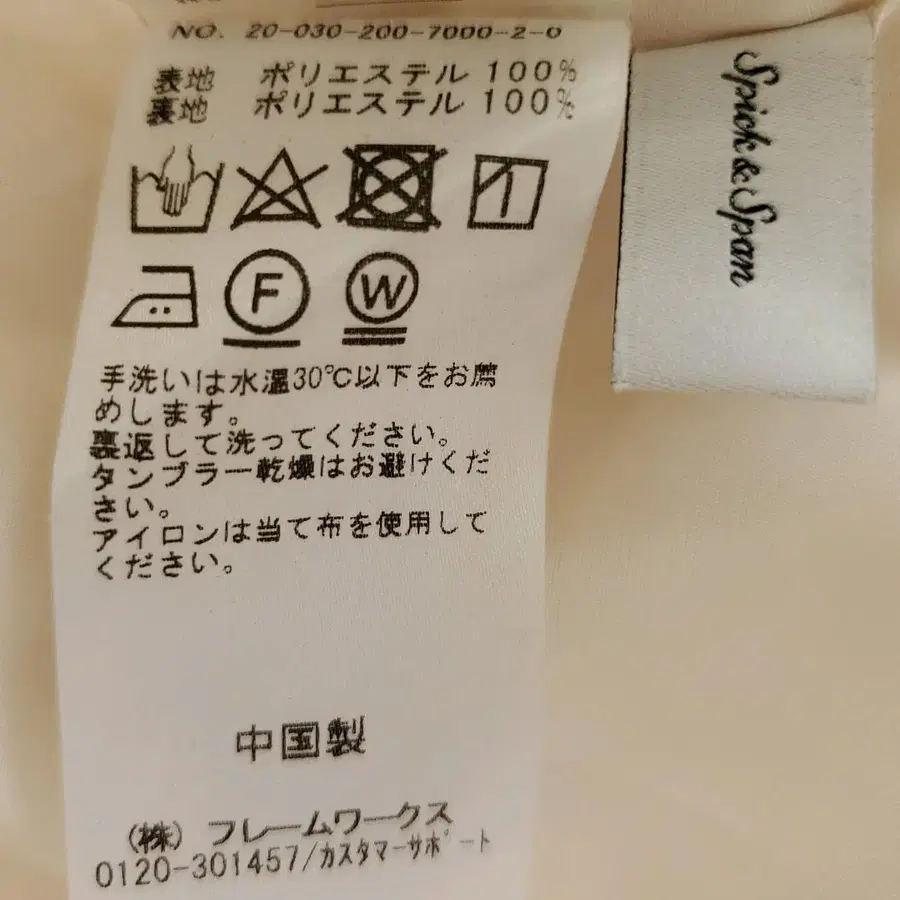 NO. 20-030-200-7000-2-0
表地 ポリエステル 100%
裏地 ポリエステル 100%
F
W
手洗いは水温30℃以下をお薦
めします。
裏返して洗ってください。
タンブラー乾燥はお避けくだ
さい。
アイロンは当て布を使用して
ください。
中国製
(株) フレームワークス
0120-301457/カスタマーサポート
Spick & Span